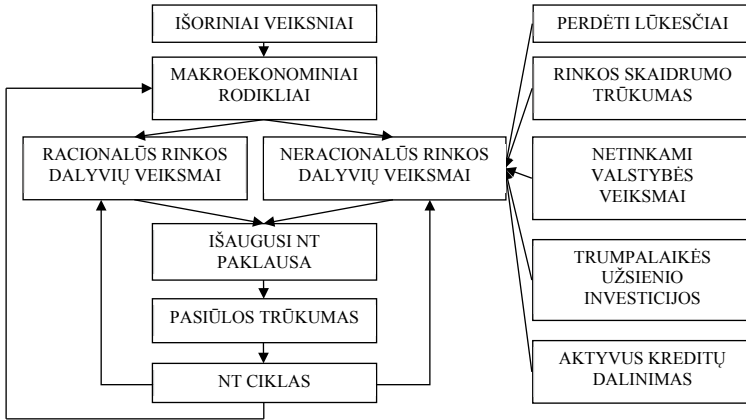 IŠORINIAI VEIKSNIAI
MAKROEKONOMINIAI
RODIKLIAI
RACIONALŪS RINKOS
DALYVIŲ VEIKSMAI
NERACIONALŪS RINKOS
DALYVIŲ VEIKSMAI
IŠAUGUSI NT
PAKLAUSA
PASIŪLOS TRŪKUMAS
NT CIKLAS
PERDĖTI LŪKESČIAI
RINKOS SKAIDRUMO
TRŪKUMAS
NETINKAMI
VALSTYBĖS
VEIKSMAI
TRUMPALAIKĖS
UŽSIENIO
INVESTICIJOS
AKTYVUS KREDITŲ
DALINIMAS